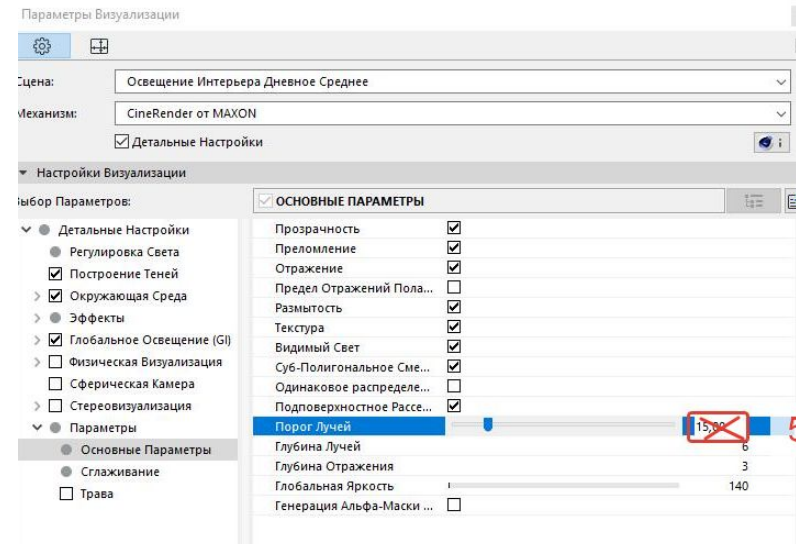 Параметры Визуализации
Сцена:
Освещение Интерьера Дневное Среднее
Механизм:
CineRender от MAXON
Детальные Настройки
i
Настройки Визуализации
Выбор Параметров:
ОСНОВНЫЕ ПАРАМЕТРЫ
Детальные Настройки
Регулировка Света
Построение Теней
Окружающая Среда
Эффекты
Глобальное Освещение (GI)
Физическая Визуализация
Сферическая Камера
Стереовизуализация
Параметры
Основные Параметры
Сглаживание
Трава
Прозрачность
Преломление
Отражение
Предел Отражений Пола...
Размытость
Текстура
Видимый Свет
Суб-Полигональное Сме...
Одинаковое распределе...
Подповерхностное Рассе...
Порог Лучей 15,00 5
Глубина Лучей 6
Глубина Отражения 3
Глобальная Яркость 140
Генерация Альфа-Маски ...